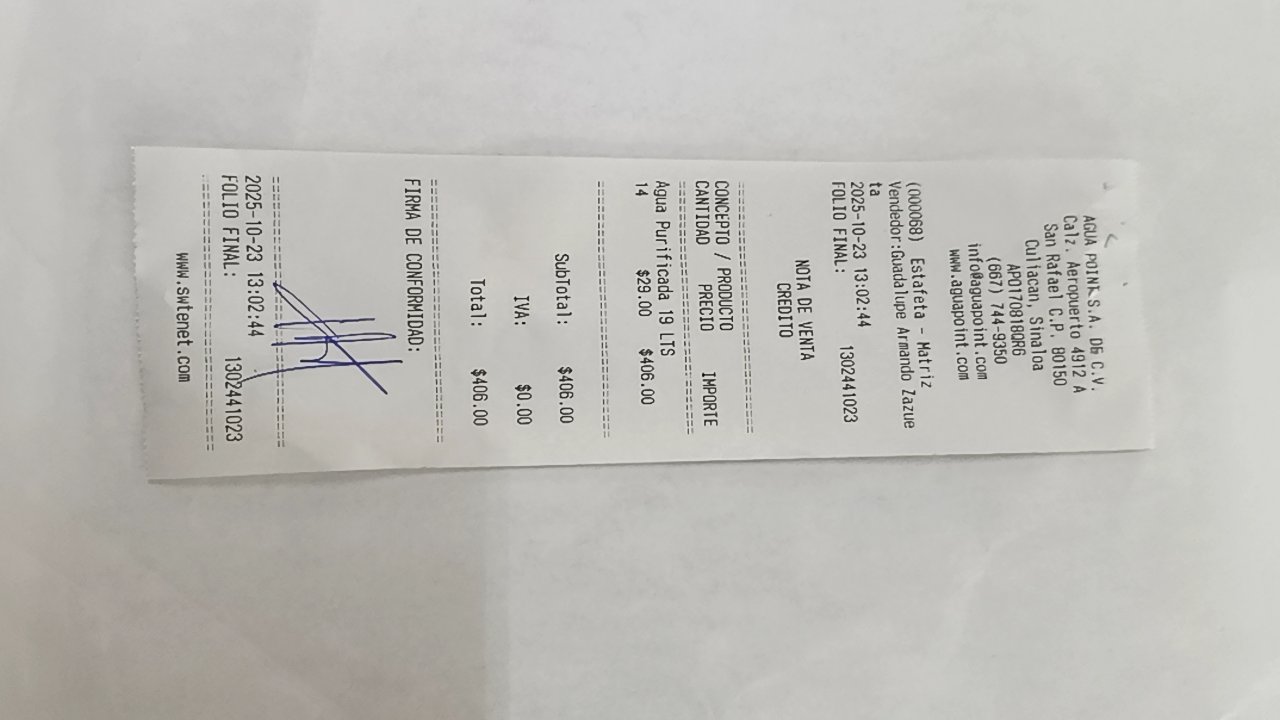 AGUA POINK S.A. DE C.V.
Calz. Aeropuerto 4912 A
San Rafael C.P. 80150
Culiacan, Sinaloa
APO170818QR6
(667) 744-9350
info@aguapoint.com
www.aguapoint.com
(000068) Estafeta - Matriz
Vendedor:Guadalupe Armando Zazue
ta
2025-10-23 13:02:44
FOLIO FINAL: 1302441023
NOTA DE VENTA
CREDITO
CONCEPTO / PRODUCTO
CANTIDAD PRECIO IMPORTE
Agua Purificada 19 LTS
14 $29.00 $406.00
SubTotal: $406.00
IVA: $0.00
Total: $406.00
FIRMA DE CONFORMIDAD:
2025-10-23 13:02:44
FOLIO FINAL: 1302441023
www.swtonet.com